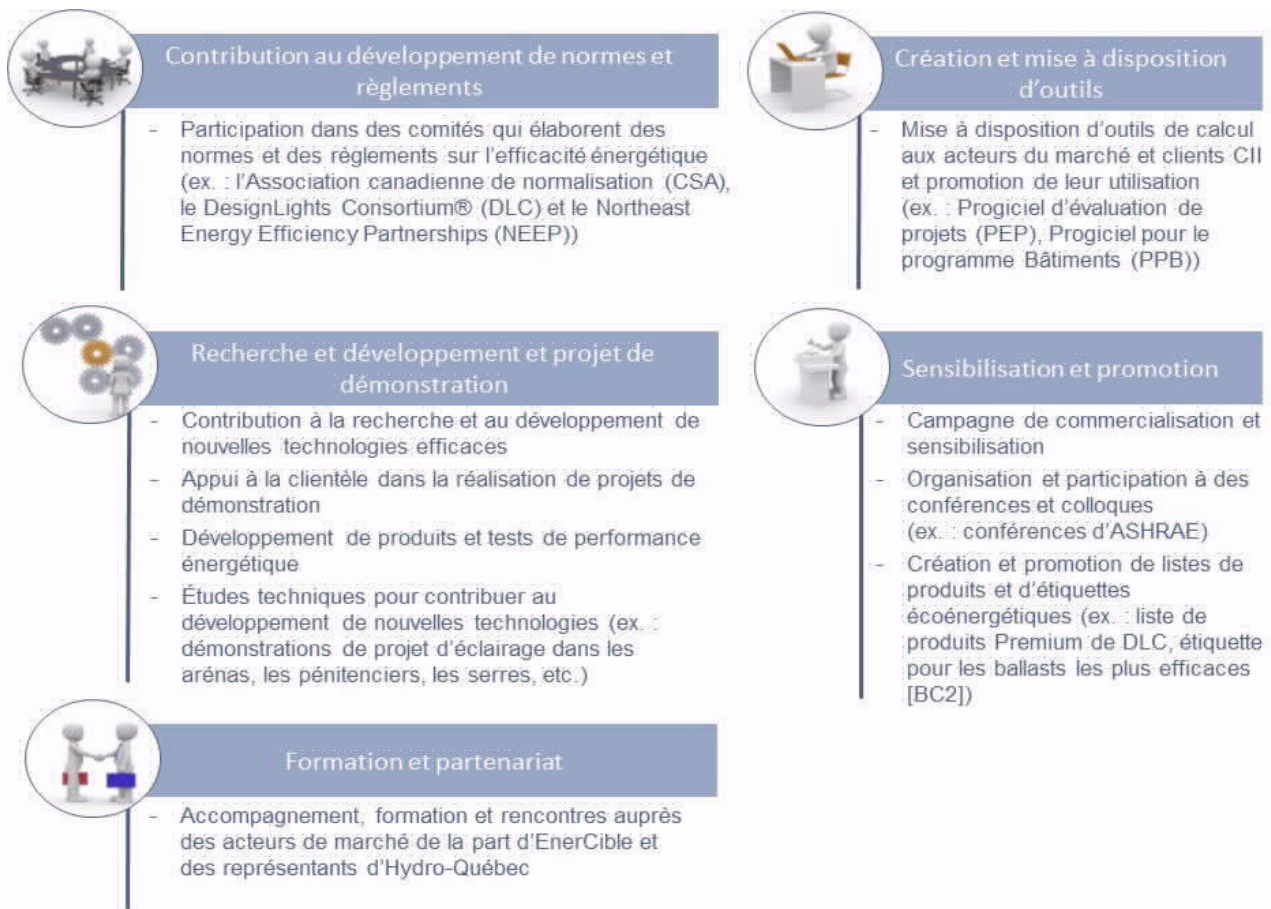 Contribution au développement de normes et
règlements
- Participation dans des comités qui élaborent des
normes et des règlements sur l'efficacité énergétique
(ex. : l'Association canadienne de normalisation (CSA),
le DesignLights Consortium® (DLC) et le Northeast
Energy Efficiency Partnerships (NEEP))
Création et mise à disposition
d'outils
- Mise à disposition d'outils de calcul
aux acteurs du marché et clients CII
et promotion de leur utilisation
(ex. : Progiciel d'évaluation de
projets (PEP), Progiciel pour le
programme Bâtiments (PPB))
Recherche et développement et projet de
démonstration
- Contribution à la recherche et au développement de
nouvelles technologies efficaces
- Appui à la clientèle dans la réalisation de projets de
démonstration
- Développement de produits et tests de performance
énergétique
- Études techniques pour contribuer au
développement de nouvelles technologies (ex. :
démonstrations de projet d'éclairage dans les
arénas, les pénitenciers, les serres, etc.)
Sensibilisation et promotion
- Campagne de commercialisation et
sensibilisation
- Organisation et participation à des
conférences et colloques
(ex. : conférences d'ASHRAE)
- Création et promotion de listes de
produits et d'étiquettes
écoénergétiques (ex. : liste de
produits Premium de DLC, étiquette
pour les ballasts les plus efficaces
[BC2])
Formation et partenariat
- Accompagnement, formation et rencontres auprès
des acteurs de marché de la part d'EnerCible et
des représentants d'Hydro-Québec